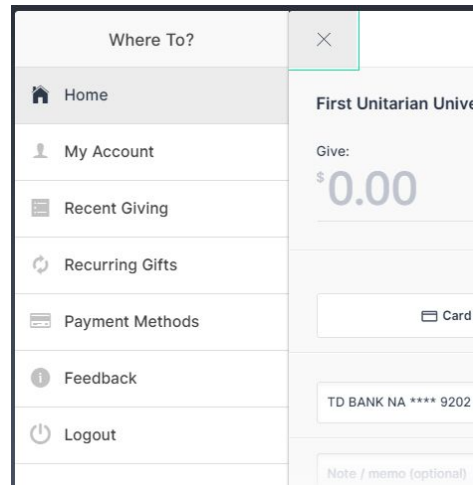 Where To?
Home
My Account
Recent Giving
Recurring Gifts
Payment Methods
Feedback
Logout
First Unitarian
Give:
$0.00
Card
TD BANK NA **** 9202
Note / memo (optional)